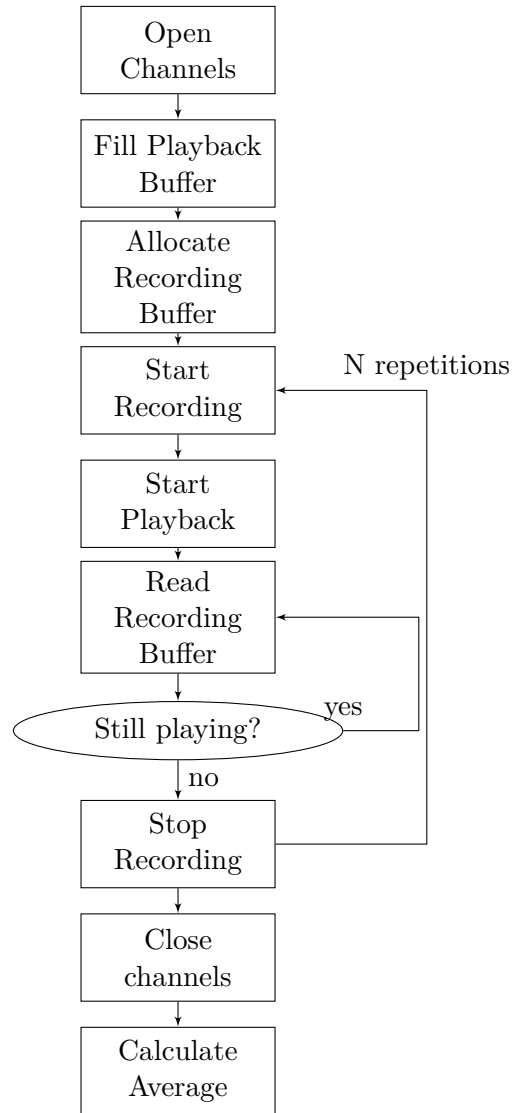 Open
Channels
Fill Playback
Buffer
Allocate
Recording
Buffer
Start
Recording
N repetitions
Start
Playback
Read
Recording
Buffer
Still playing?
yes
no
Stop
Recording
Close
channels
Calculate
Average